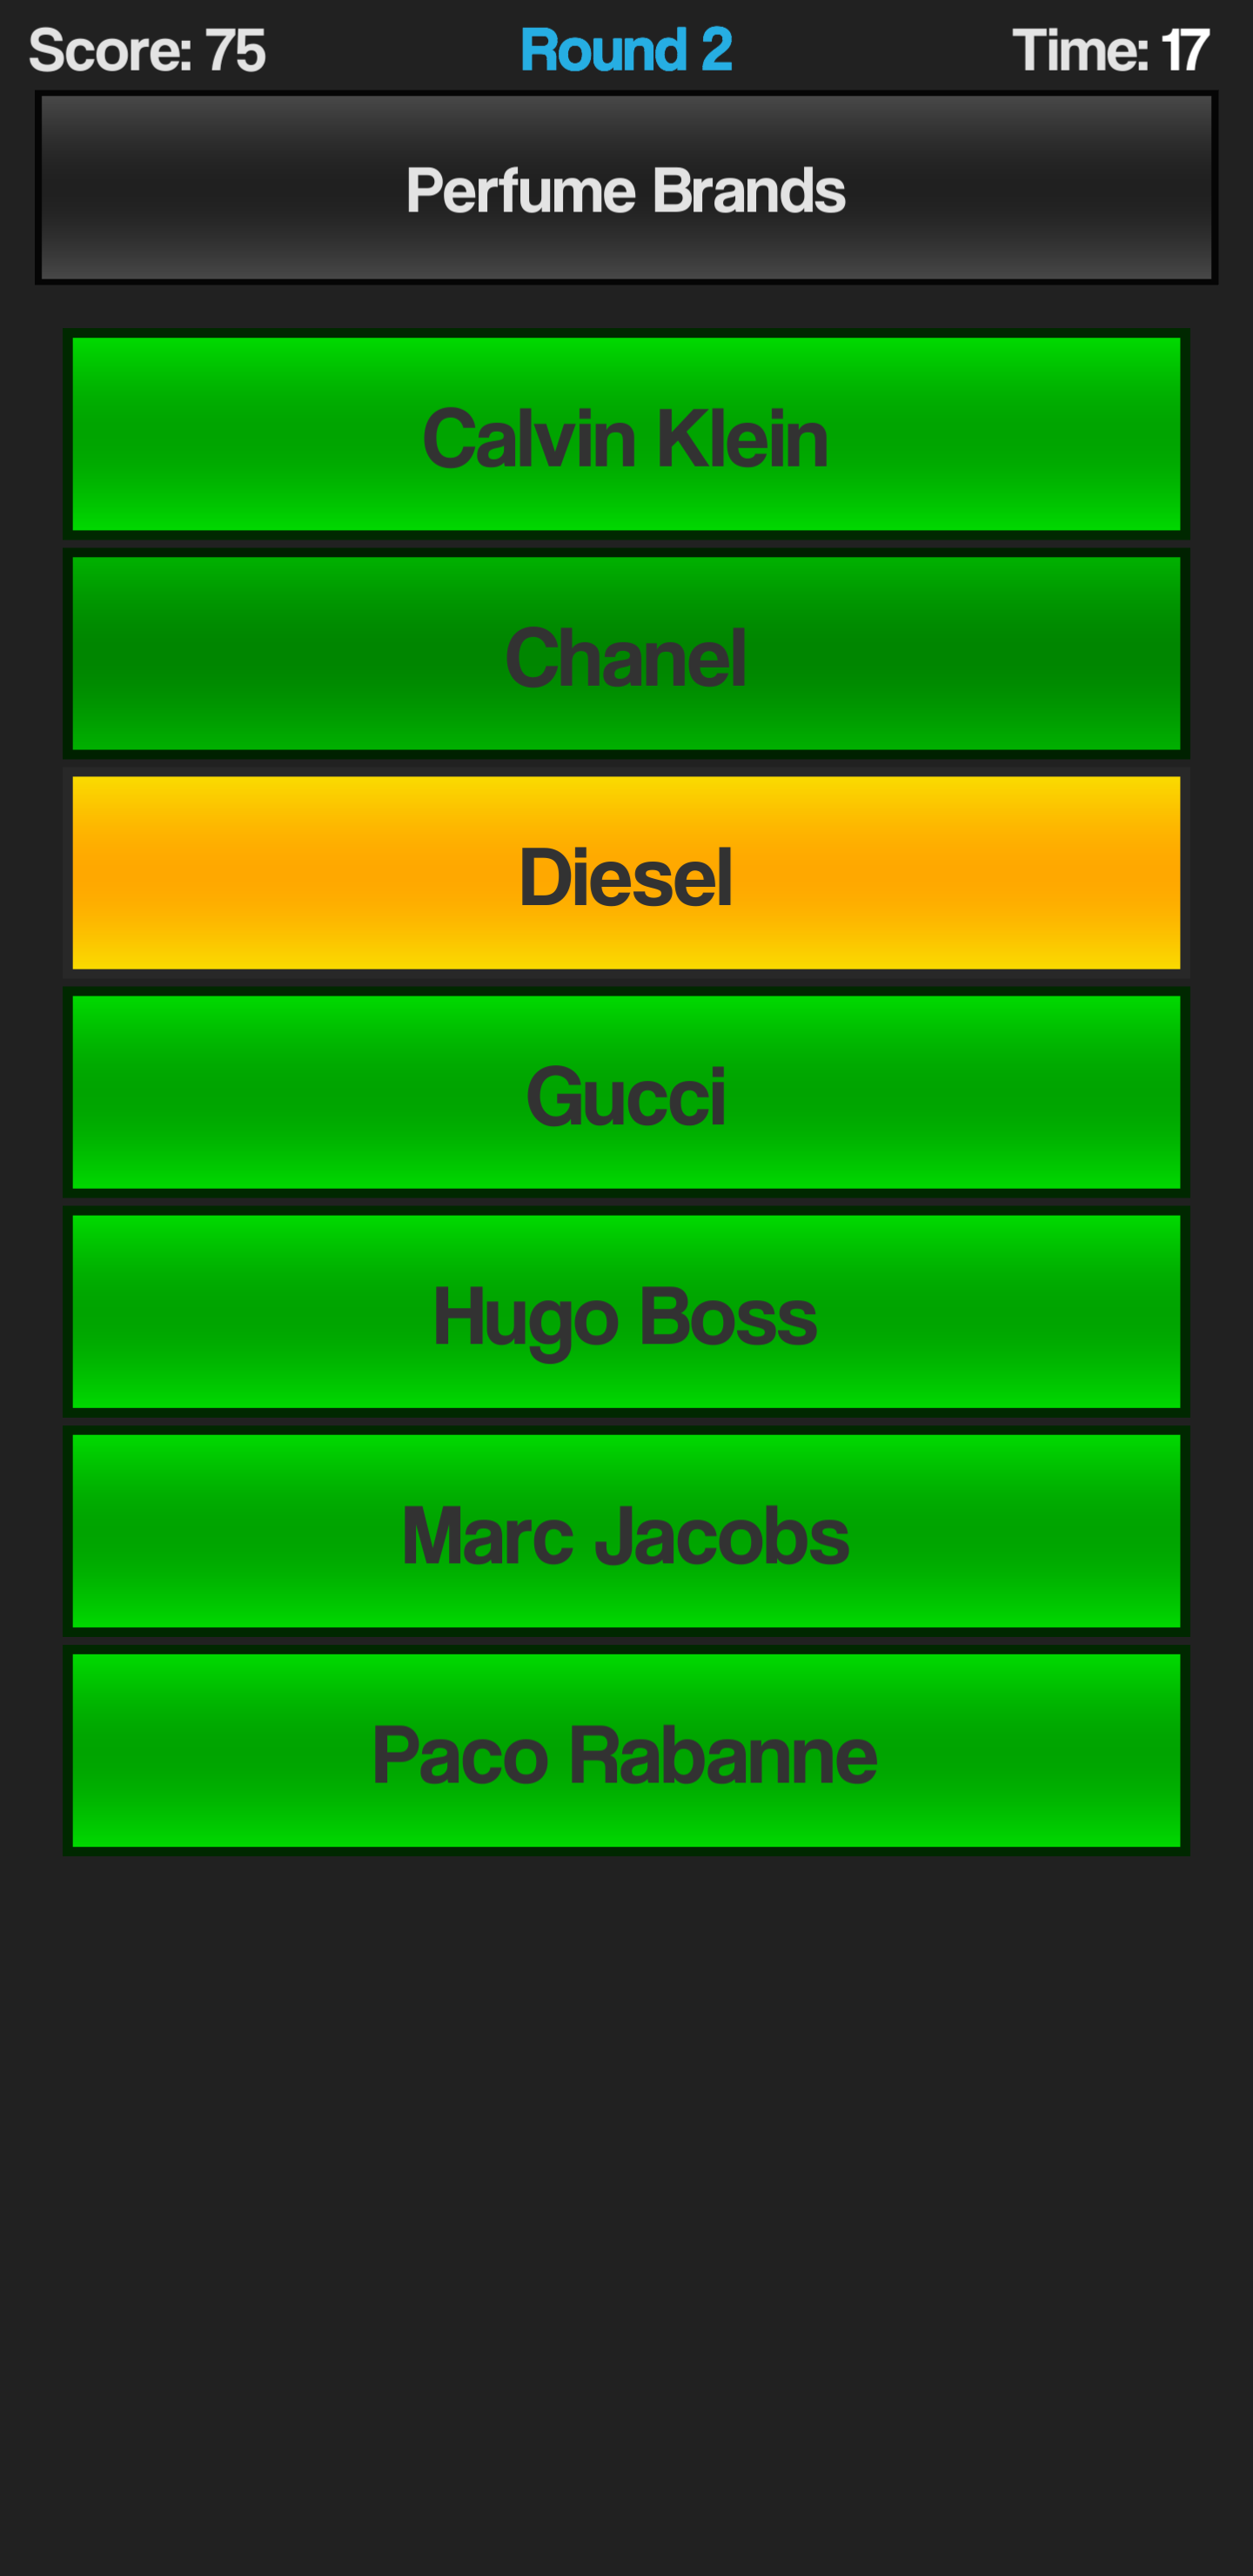 Score: 75 Round 2 Time: 17
Perfume Brands
Calvin Klein
Chanel
Diesel
Gucci
Hugo Boss
Marc Jacobs
Paco Rabanne